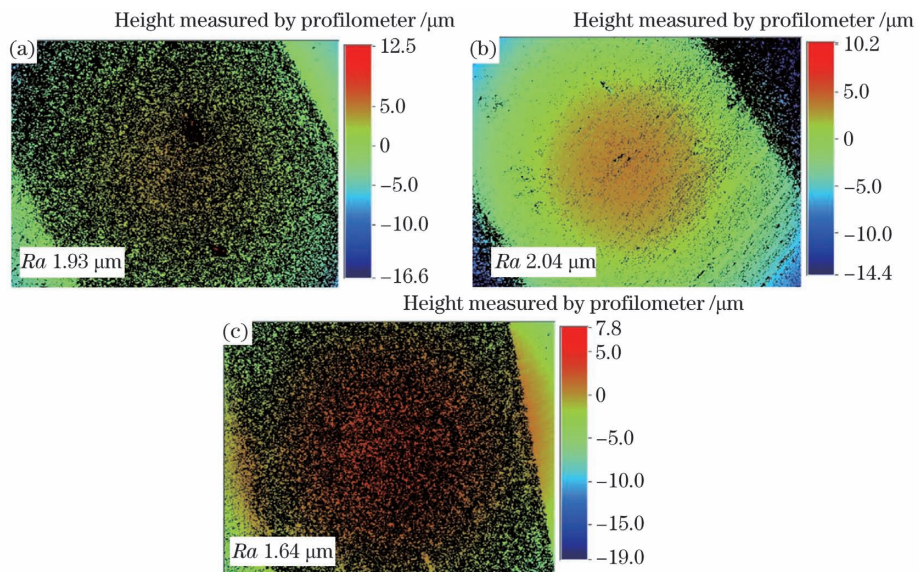 Height measured by profilometer /μm
(a)
12.5
5.0
0
−5.0
−10.0
−16.6
Ra 1.93 μm
Height measured by profilometer /μm
(b)
10.2
5.0
0
−5.0
−10.0
−14.4
Ra 2.04 μm
Height measured by profilometer /μm
(c)
7.8
5.0
0
−5.0
−10.0
−15.0
−19.0
Ra 1.64 μm